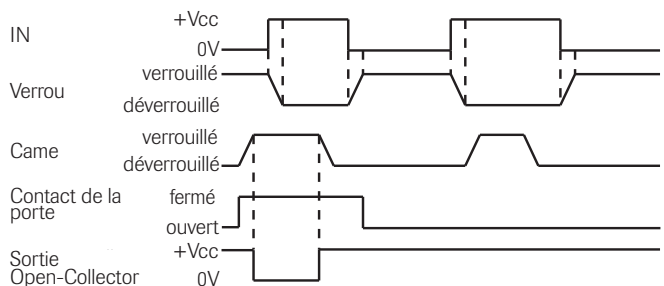 IN
+Vcc
0V
Verrou
verrouillé
déverrouillé
Came
verrouillé
déverrouillé
Contact de la
porte
fermé
ouvert
Sortie
Open-Collector
+Vcc
0V